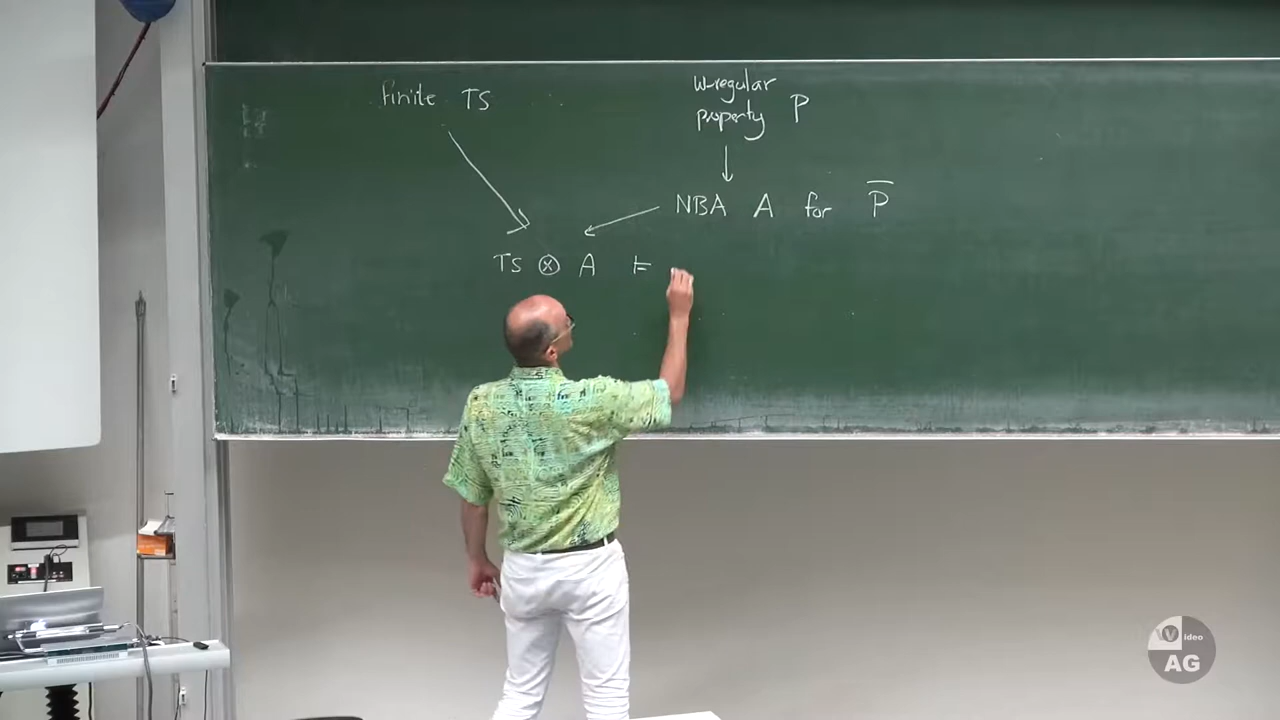 finite TS
ω-regular
property P
NBA A for P̅
TS ⊗ A ⊨
Video
AG